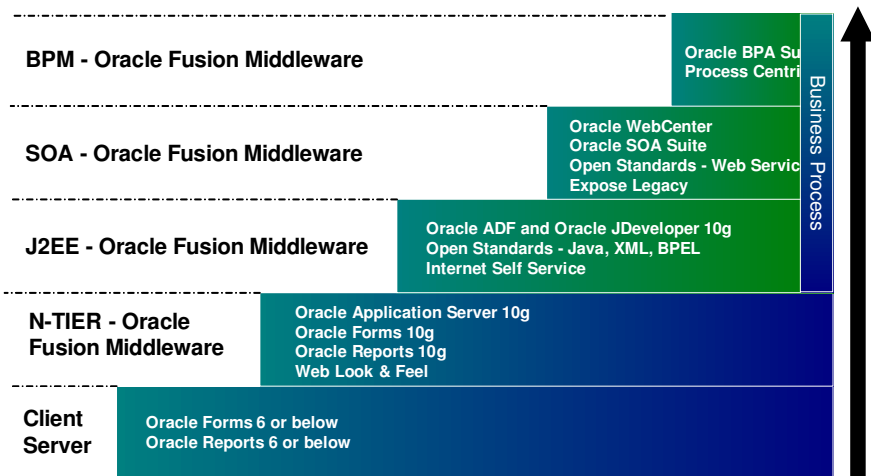 BPM - Oracle Fusion Middleware
Oracle BPA Su
Process Centri
SOA - Oracle Fusion Middleware
Oracle WebCenter
Oracle SOA Suite
Open Standards - Web Servic
Expose Legacy
Business Process
J2EE - Oracle Fusion Middleware
Oracle ADF and Oracle JDeveloper 10g
Open Standards - Java, XML, BPEL
Internet Self Service
N-TIER - Oracle
Fusion Middleware
Oracle Application Server 10g
Oracle Forms 10g
Oracle Reports 10g
Web Look & Feel
Client
Server
Oracle Forms 6 or below
Oracle Reports 6 or below